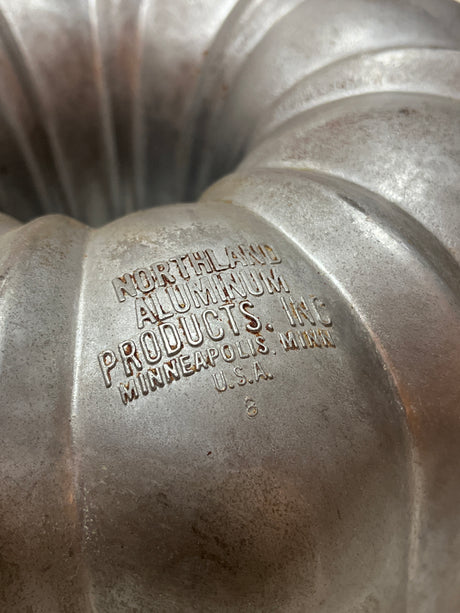 NORTHLAND
ALUMINUM
PRODUCTS, INC
MINNEAPOLIS, MINN
U.S.A.
8